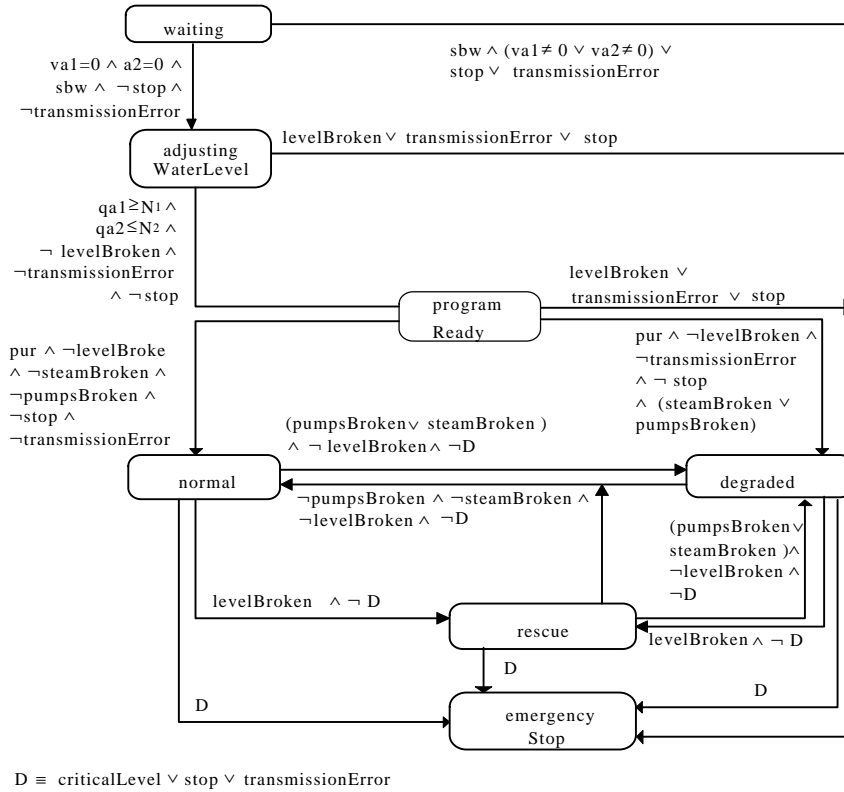 waiting
sbw ∧ (va1≠ 0 ∨ va2≠ 0) ∨
stop ∨ transmissionError
va1=0 ∧ a2=0 ∧
sbw ∧ ¬stop ∧
¬transmissionError
adjusting
WaterLevel
levelBroken ∨ transmissionError ∨ stop
qa1≥N1 ∧
qa2≤N2 ∧
¬ levelBroken ∧
¬transmissionError
∧ ¬stop
program
Ready
levelBroken ∨
transmissionError ∨ stop
pur ∧ ¬levelBroke
∧ ¬steamBroken ∧
¬pumpsBroken ∧
¬stop ∧
¬transmissionError
pur ∧ ¬levelBroken ∧
¬transmissionError
∧ ¬ stop
∧ (steamBroken ∨
pumpsBroken)
(pumpsBroken∨ steamBroken )
∧ ¬ levelBroken ∧ ¬D
normal
degraded
¬pumpsBroken ∧ ¬steamBroken ∧
¬levelBroken ∧ ¬D
(pumpsBroken∨
steamBroken )∧
¬levelBroken ∧
¬D
levelBroken ∧ ¬ D
rescue
levelBroken ∧ ¬ D
D
D
D
emergency
Stop
D ≡ criticalLevel ∨ stop ∨ transmissionError